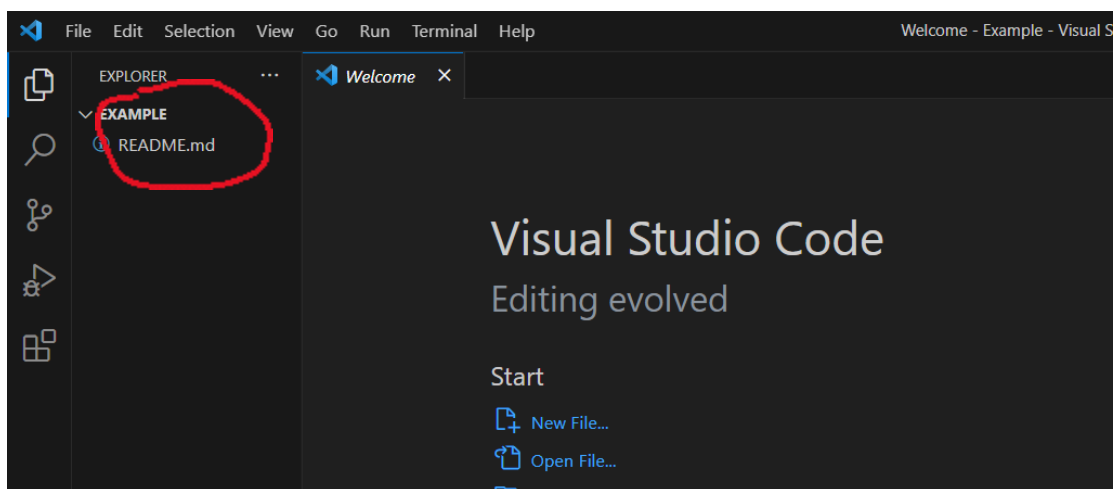 File Edit Selection View Go Run Terminal Help Welcome - Example - Visual S
EXPLORER ··· Welcome ×
EXAMPLE
README.md
Visual Studio Code
Editing evolved
Start
New File...
Open File...